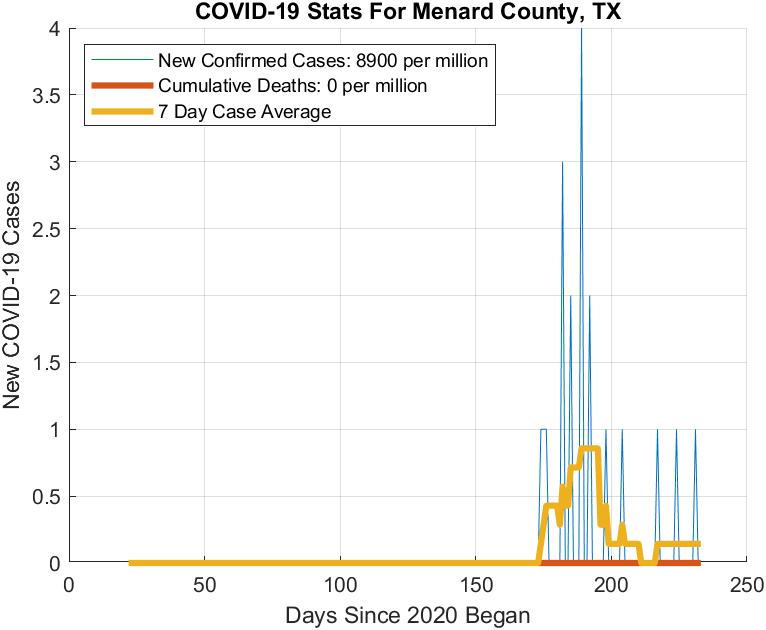 COVID-19 Stats For Menard County, TX
New Confirmed Cases: 8900 per million
Cumulative Deaths: 0 per million
7 Day Case Average
New COVID-19 Cases
4
3.5
3
2.5
2
1.5
1
0.5
0
0 50 100 150 200 250
Days Since 2020 Began